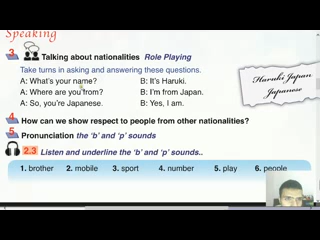 Speaking
3 Talking about nationalities Role Playing
Take turns in asking and answering these questions.
A: What's your name? B: It's Haruki.
A: Where are you from? B: I'm from Japan.
A: So, you're Japanese. B: Yes, I am.
Haruki Japan
Japanese
4 How can we show respect to people from other nationalities?
5 Pronunciation the 'b' and 'p' sounds
2.3 Listen and underline the 'b' and 'p' sounds..
1. brother 2. mobile 3. sport 4. number 5. play 6. people